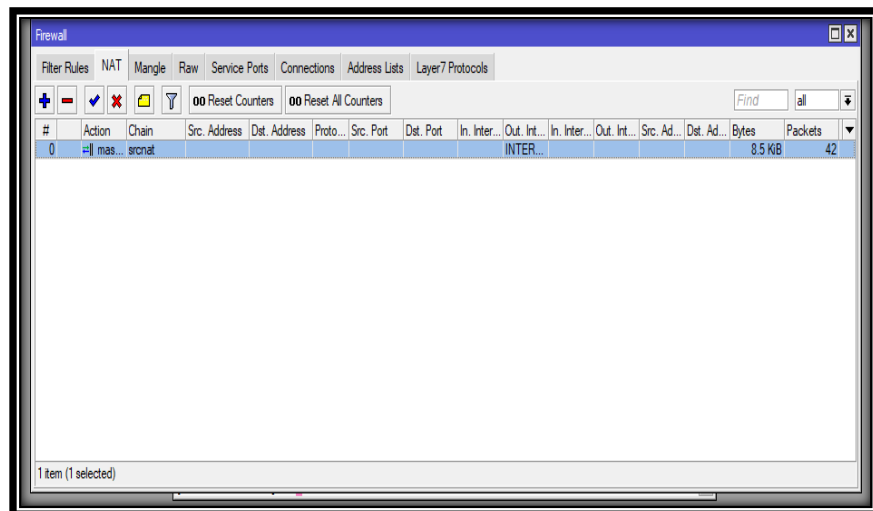 Firewall
Filter Rules NAT Mangle Raw Service Ports Connections Address Lists Layer7 Protocols
00 Reset Counters 00 Reset All Counters Find all
# Action Chain Src. Address Dst. Address Proto... Src. Port Dst. Port In. Inter... Out. Int... In. Inter... Out. Int... Src. Ad... Dst. Ad... Bytes Packets
0 mas... srcnat INTER... 8.5 KiB 42
1 item (1 selected)